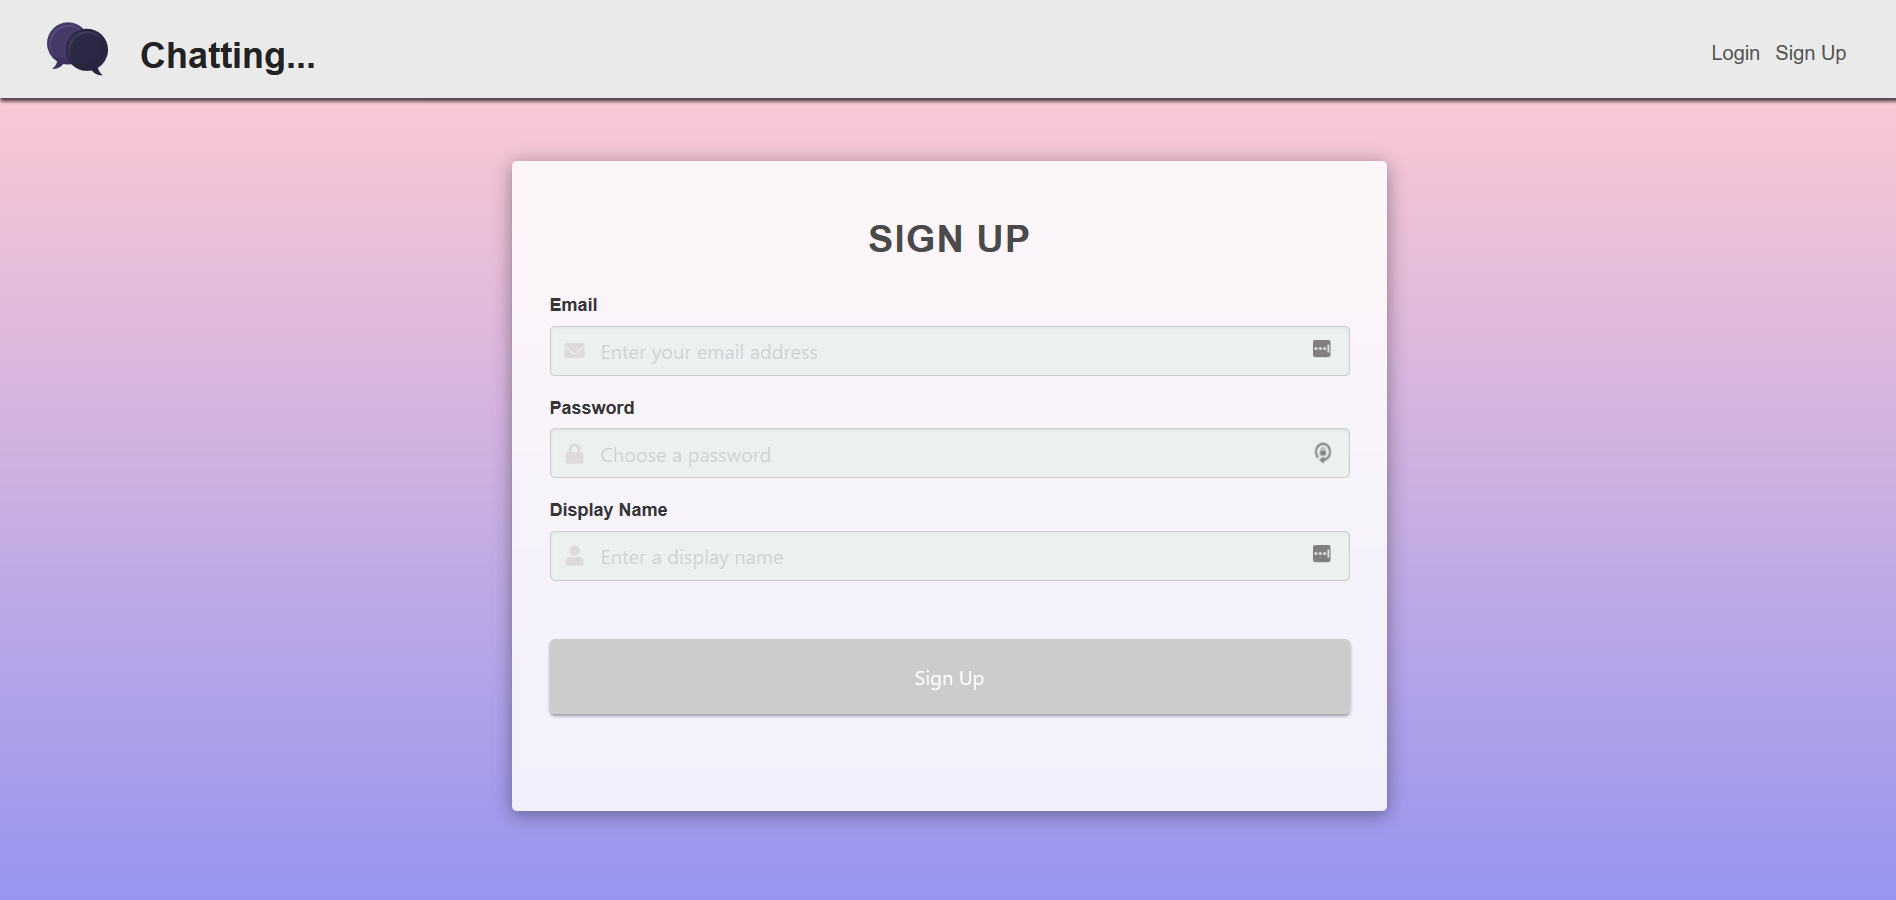 Chatting...
Login Sign Up
SIGN UP
Email
Enter your email address
Password
Choose a password
Display Name
Enter a display name
Sign Up